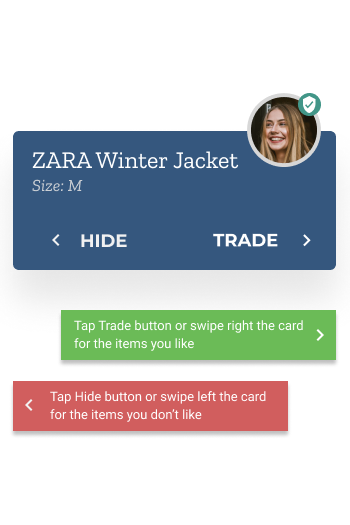 ZARA Winter Jacket
Size: M
HIDE
TRADE
Tap Trade button or swipe right the card
for the items you like
Tap Hide button or swipe left the card
for the items you don't like